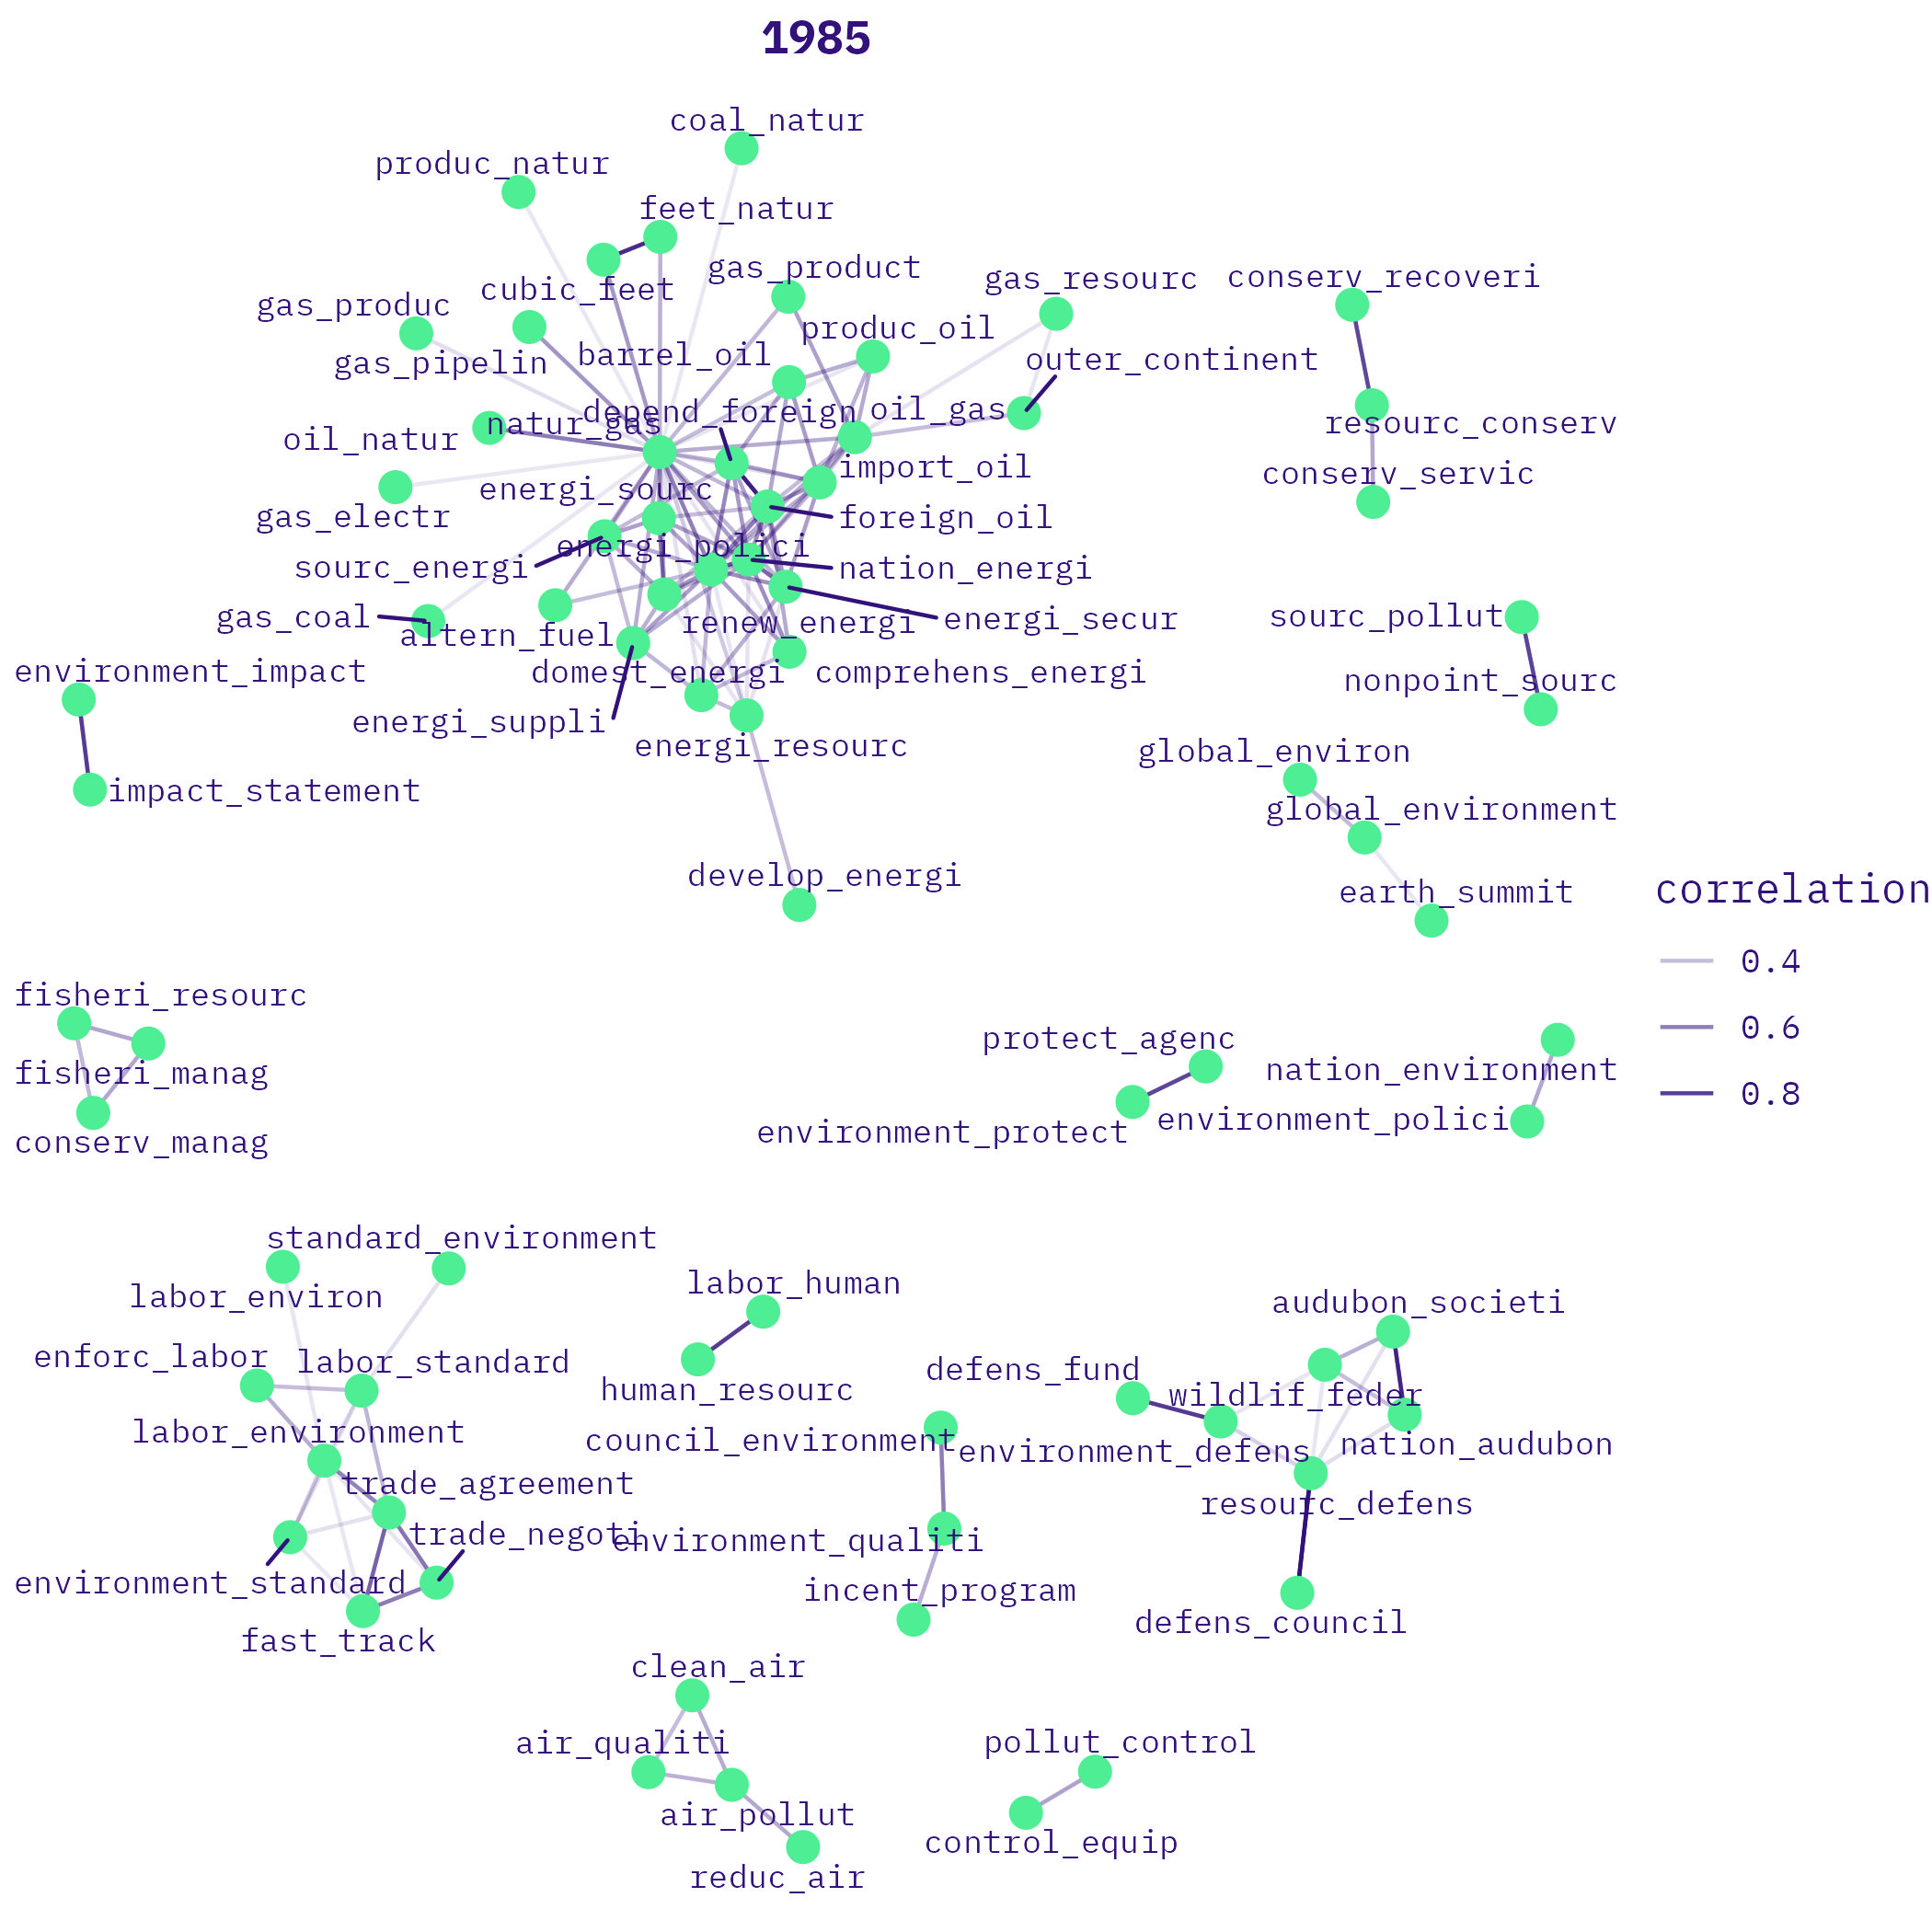 1985
coal_natur
produc_natur
feet_natur
gas_product
gas_resourc
conserv_recoveri
cubic_feet
gas_produc
produc_oil
barrel_oil
outer_continent
gas_pipelin
depend_foreign
oil_gas
natur_gas
resourc_conserv
oil_natur
import_oil
conserv_servic
energi_sourc
gas_electr
foreign_oil
energi_polici
sourc_energi
nation_energi
gas_coal
altern_fuel
renew_energi
energi_secur
sourc_pollut
environment_impact
domest_energi
comprehens_energi
nonpoint_sourc
energi_suppli
energi_resourc
global_environ
impact_statement
global_environment
develop_energi
earth_summit
correlation
0.4
0.6
0.8
fisheri_resourc
protect_agenc
fisheri_manag
nation_environment
conserv_manag
environment_protect
environment_polici
standard_environment
labor_environ
labor_human
audubon_societi
enforc_labor
labor_standard
human_resourc
defens_fund
wildlif_feder
labor_environment
council_environment
environment_defens
nation_audubon
trade_agreement
resourc_defens
trade_negoti
environment_qualiti
environment_standard
incent_program
fast_track
defens_council
clean_air
air_qualiti
pollut_control
air_pollut
control_equip
reduc_air